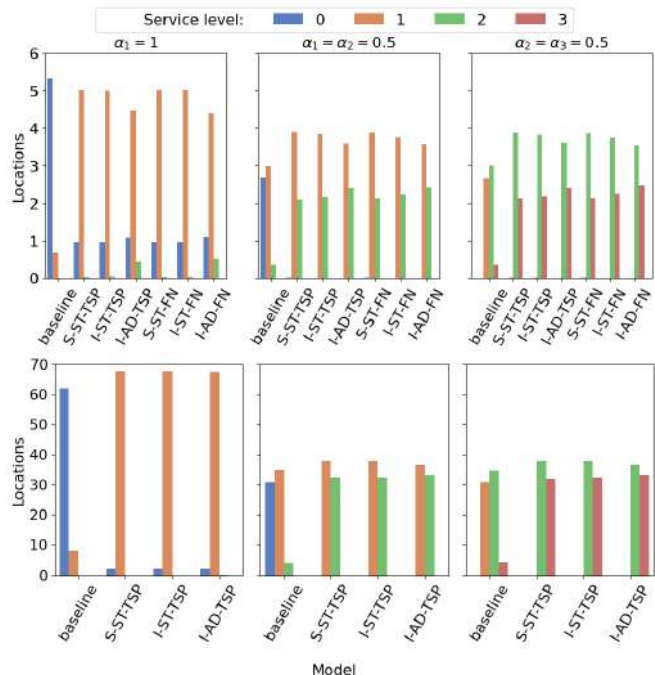 Service level: 0 1 2 3
α₁ = 1
α₁ = α₂ = 0.5
α₂ = α₃ = 0.5
Locations
6
5
4
3
2
1
0
baseline
S-ST-TSP
I-ST-TSP
I-AD-TSP
S-ST-FN
I-ST-FN
I-AD-FN
baseline
S-ST-TSP
I-ST-TSP
I-AD-TSP
S-ST-FN
I-ST-FN
I-AD-FN
baseline
S-ST-TSP
I-ST-TSP
I-AD-TSP
S-ST-FN
I-ST-FN
I-AD-FN
Locations
70
60
50
40
30
20
10
0
baseline
S-ST-TSP
I-ST-TSP
I-AD-TSP
baseline
S-ST-TSP
I-ST-TSP
I-AD-TSP
baseline
S-ST-TSP
I-ST-TSP
I-AD-TSP
Model